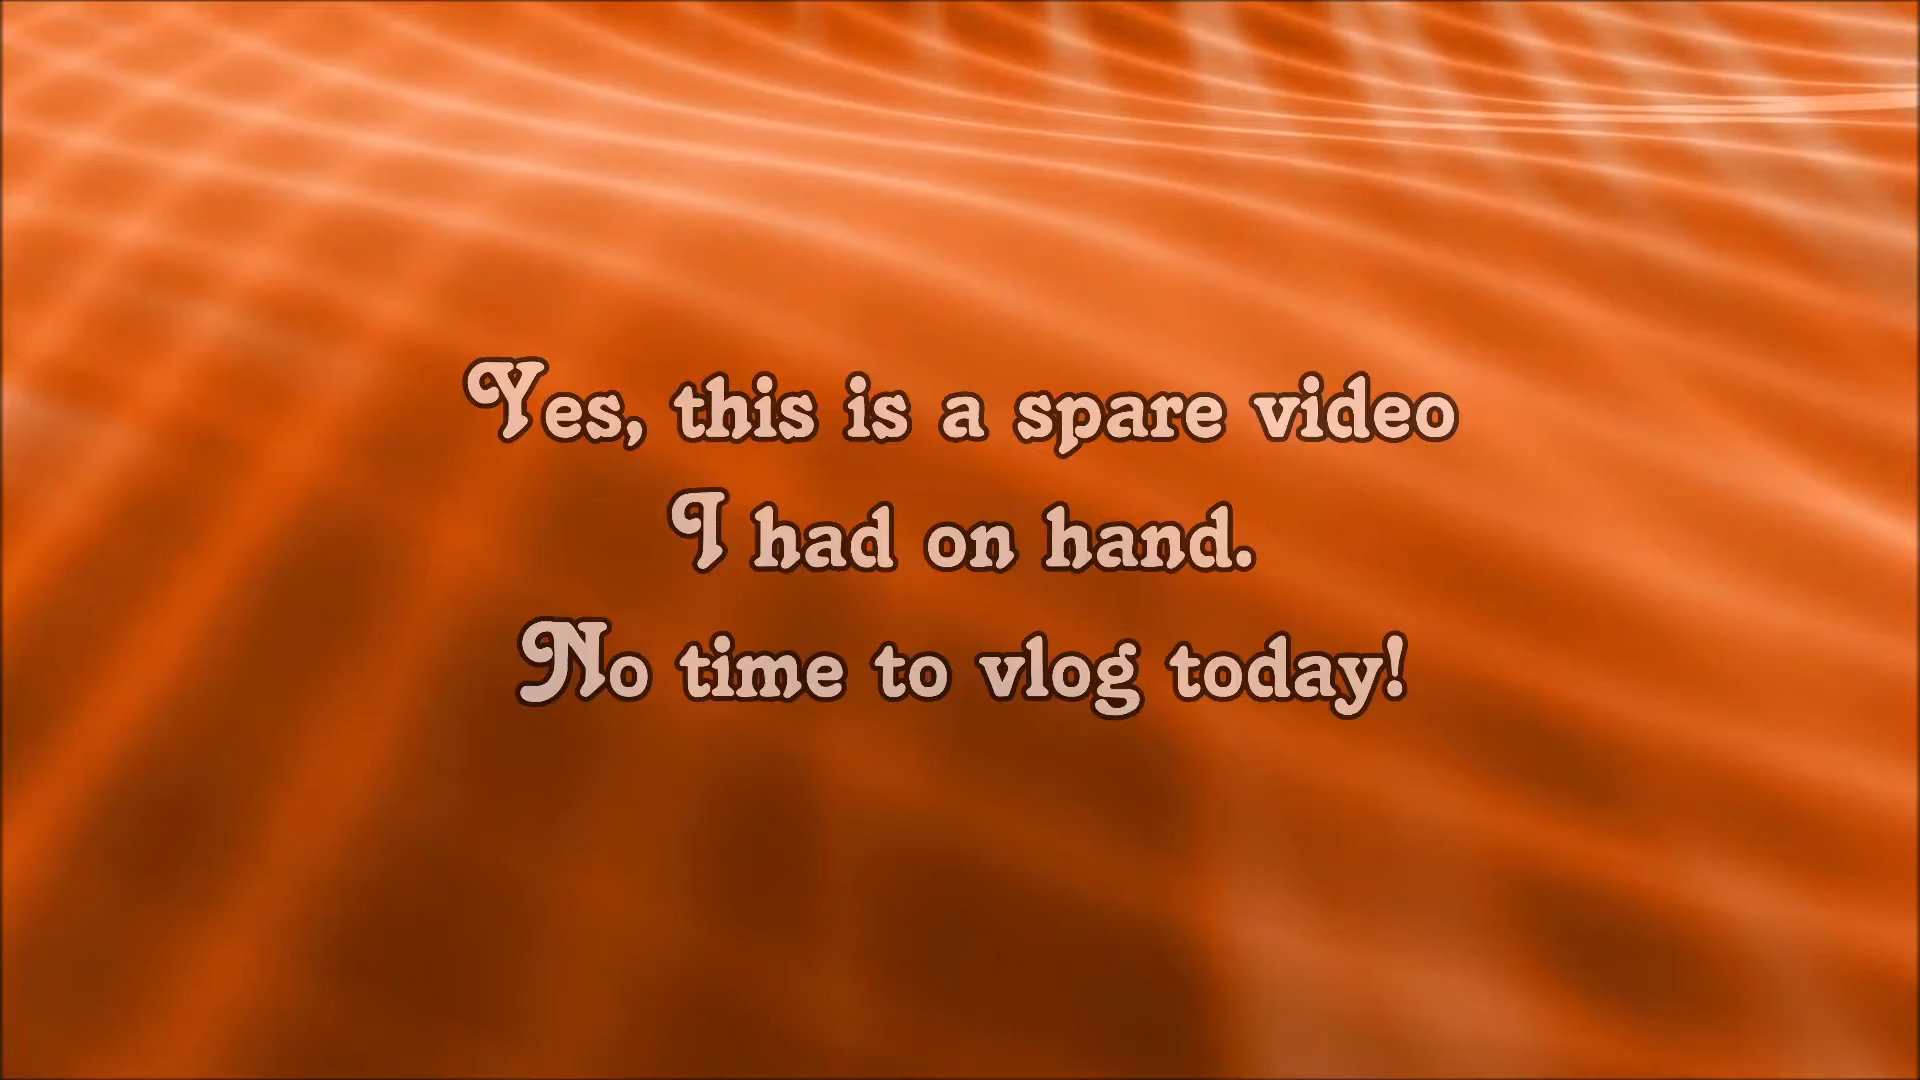 Yes, this is a spare video
I had on hand.
No time to vlog today!